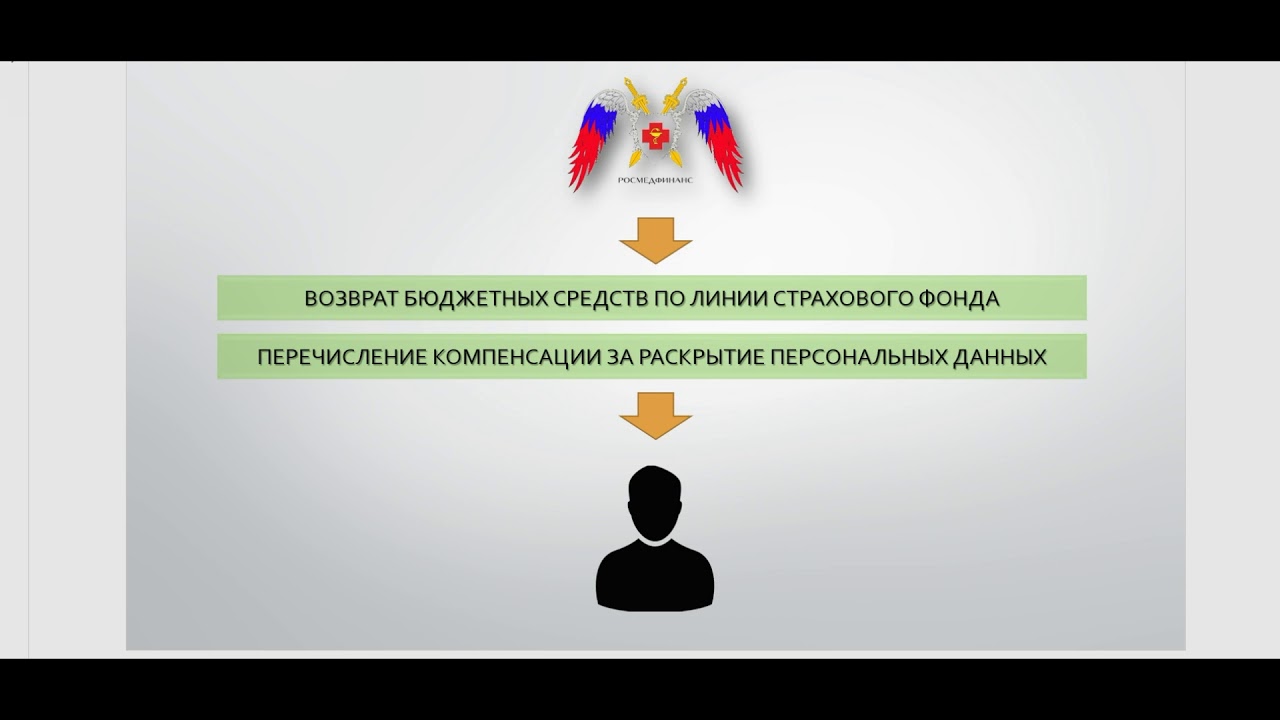 РОСМЕДФИНАНС
ВОЗВРАТ БЮДЖЕТНЫХ СРЕДСТВ ПО ЛИНИИ СТРАХОВОГО ФОНДА
ПЕРЕЧИСЛЕНИЕ КОМПЕНСАЦИИ ЗА РАСКРЫТИЕ ПЕРСОНАЛЬНЫХ ДАННЫХ